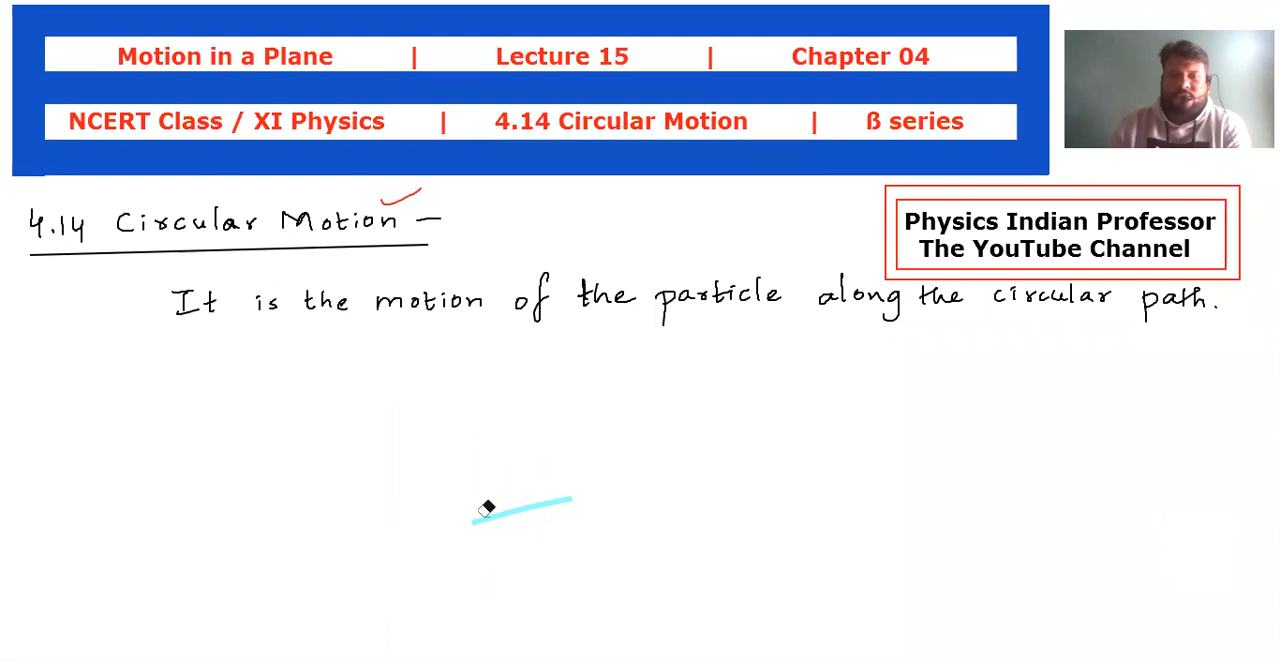 Motion in a Plane | Lecture 15 | Chapter 04
NCERT Class / XI Physics | 4.14 Circular Motion | ß series
Physics Indian Professor
The YouTube Channel
4.14 Circular Motion —
It is the motion of the particle along the circular path.